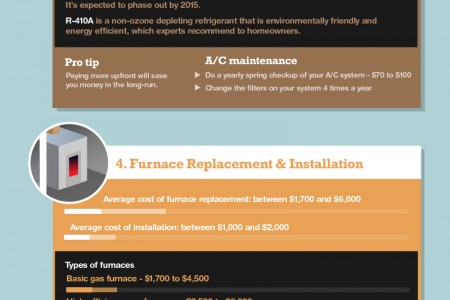 It's expected to phase out by 2015.
R-410A is a non-ozone depleting refrigerant that is environmentally friendly and
energy efficient, which experts recommend to homeowners.
Pro tip
Paying more upfront will save
you money in the long-run.
A/C maintenance
Do a yearly spring checkup of your A/C system - $70 to $100
Change the filters on your system 4 times a year
4. Furnace Replacement & Installation
Average cost of furnace replacement: between $1,700 and $6,000
Average cost of installation: between $1,000 and $2,000
Types of furnaces
Basic gas furnace - $1,700 to $4,500